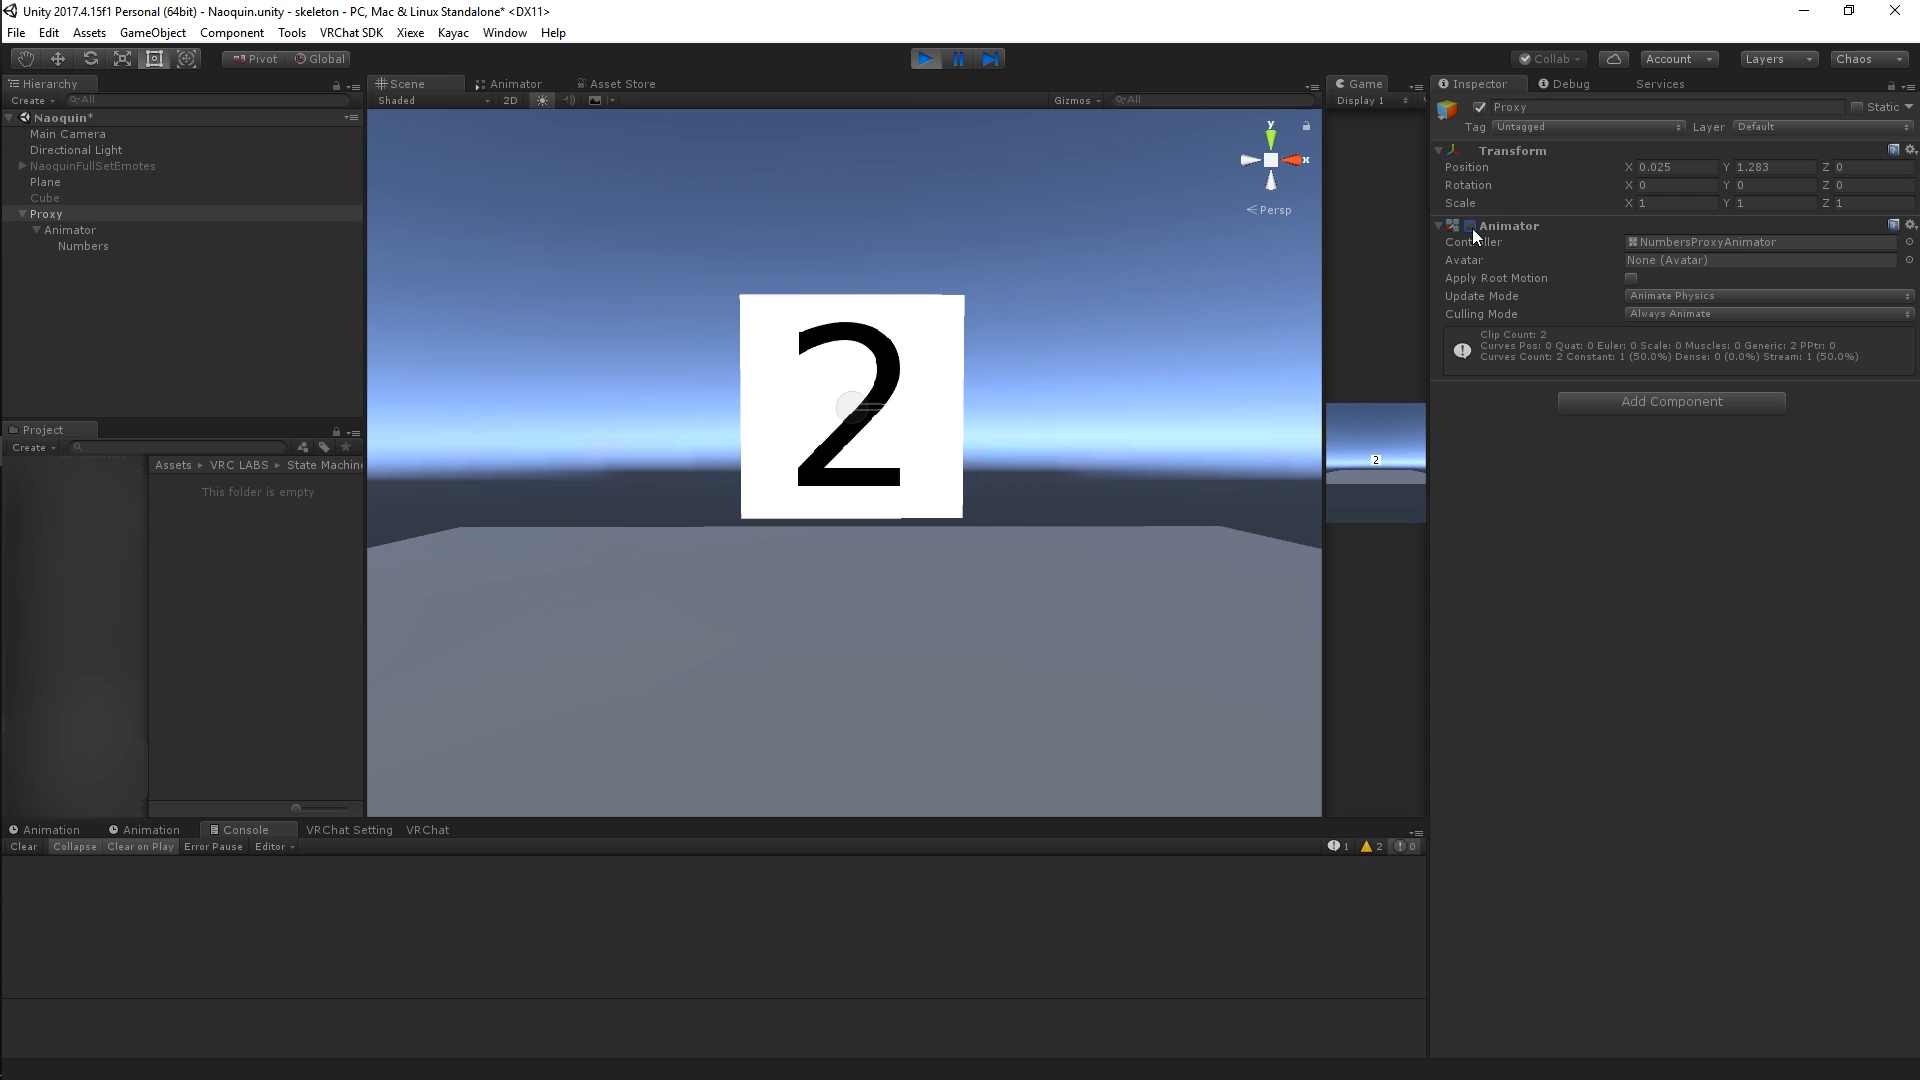 Unity 2017.4.15f1 Personal (64bit) - Naoquin.unity - skeleton - PC, Mac & Linux Standalone* <DX11>
File Edit Assets GameObject Component Tools VRChat SDK Xiexe Kayac Window Help
Pivot Global Collab Account Layers Chaos
Hierarchy
Create All
Naoquin*
Main Camera
Directional Light
NaoquinFullSetEmotes
Plane
Cube
Proxy
Animator
Numbers
Project
Create
Assets VRC LABS State Machin
This folder is empty
Scene Animator Asset Store
Shaded 2D Gizmos All
y
x
Persp
2
Game
Display 1
2
Inspector Debug Services
Proxy Static
Tag Untagged Layer Default
Transform
Position X 0.025 Y 1.283 Z 0
Rotation X 0 Y 0 Z 0
Scale X 1 Y 1 Z 1
Animator
Controller NumbersProxyAnimator
Avatar None (Avatar)
Apply Root Motion
Update Mode Animate Physics
Culling Mode Always Animate
Clip Count: 2
Curves Pos: 0 Quat: 0 Euler: 0 Scale: 0 Muscles: 0 Generic: 2 PPtr: 0
Curves Count: 2 Constant: 1 (50.0%) Dense: 0 (0.0%) Stream: 1 (50.0%)
Add Component
Animation Animation Console VRChat Setting VRChat
Clear Collapse Clear on Play Error Pause Editor 1 2 0